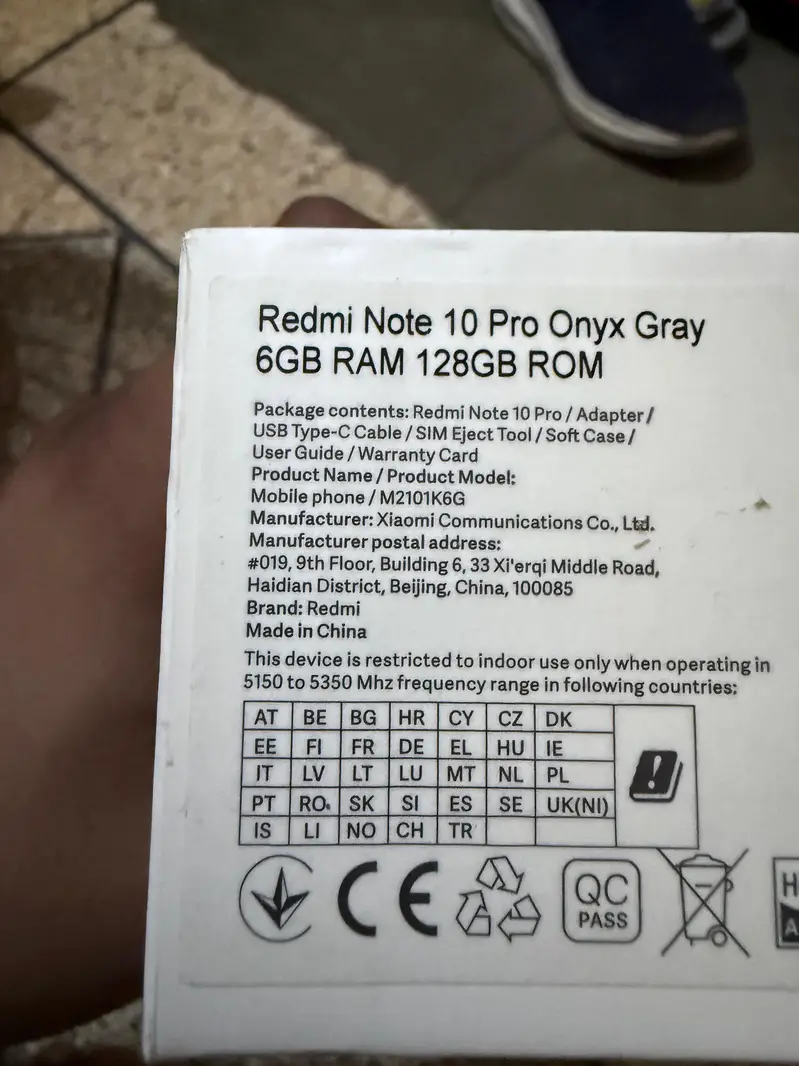 Redmi Note 10 Pro Onyx Gray
6GB RAM 128GB ROM
Package contents: Redmi Note 10 Pro / Adapter /
USB Type-C Cable / SIM Eject Tool / Soft Case /
User Guide / Warranty Card
Product Name / Product Model:
Mobile phone / M2101K6G
Manufacturer: Xiaomi Communications Co., Ltd.
Manufacturer postal address:
#019, 9th Floor, Building 6, 33 Xi'erqi Middle Road,
Haidian District, Beijing, China, 100085
Brand: Redmi
Made in China
This device is restricted to indoor use only when operating in
5150 to 5350 Mhz frequency range in following countries:
AT BE BG HR CY CZ DK
EE FI FR DE EL HU IE
IT LV LT LU MT NL PL
PT RO SK SI ES SE UK(NI)
IS LI NO CH TR
CE QC H
PASS A